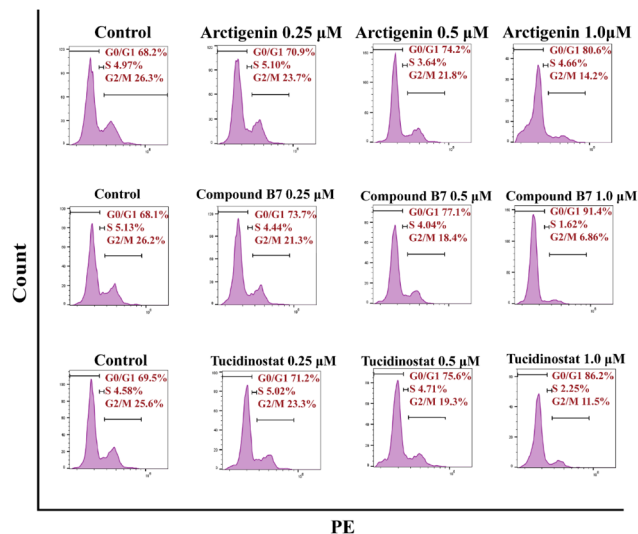 Control
Arctigenin 0.25 μM
Arctigenin 0.5 μM
Arctigenin 1.0μM
G0/G1 68.2%
S 4.97%
G2/M 26.3%
G0/G1 70.9%
S 5.10%
G2/M 23.7%
G0/G1 74.2%
S 3.64%
G2/M 21.8%
G0/G1 80.6%
S 4.66%
G2/M 14.2%
Control
Compound B7 0.25 μM
Compound B7 0.5 μM
Compound B7 1.0 μM
G0/G1 68.1%
S 5.13%
G2/M 26.2%
G0/G1 73.7%
S 4.44%
G2/M 21.3%
G0/G1 77.1%
S 4.04%
G2/M 18.4%
G0/G1 91.4%
S 1.62%
G2/M 6.86%
Count
Control
Tucidinostat 0.25 μM
Tucidinostat 0.5 μM
Tucidinostat 1.0 μM
G0/G1 69.5%
S 4.58%
G2/M 25.6%
G0/G1 71.2%
S 5.02%
G2/M 23.3%
G0/G1 75.6%
S 4.71%
G2/M 19.3%
G0/G1 86.2%
S 2.25%
G2/M 11.5%
PE